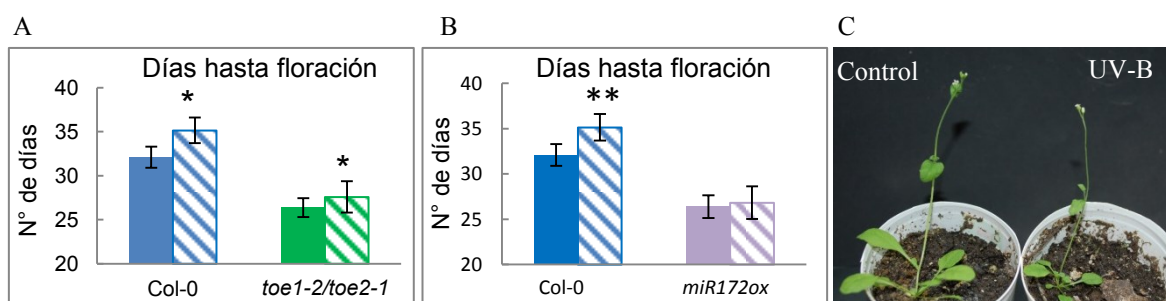 A
Días hasta floración
N° de días
40
35
30
25
20
*
*
Col-0
toe1-2/toe2-1
B
Días hasta floración
N° de días
40
35
30
25
20
**
Col-0
miR172ox
C
Control
UV-B